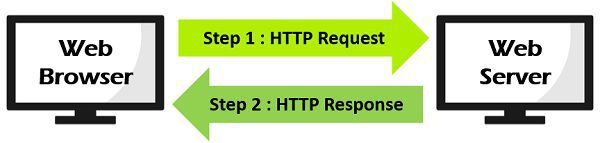 Web
Browser
Step 1 : HTTP Request
Step 2 : HTTP Response
Web
Server